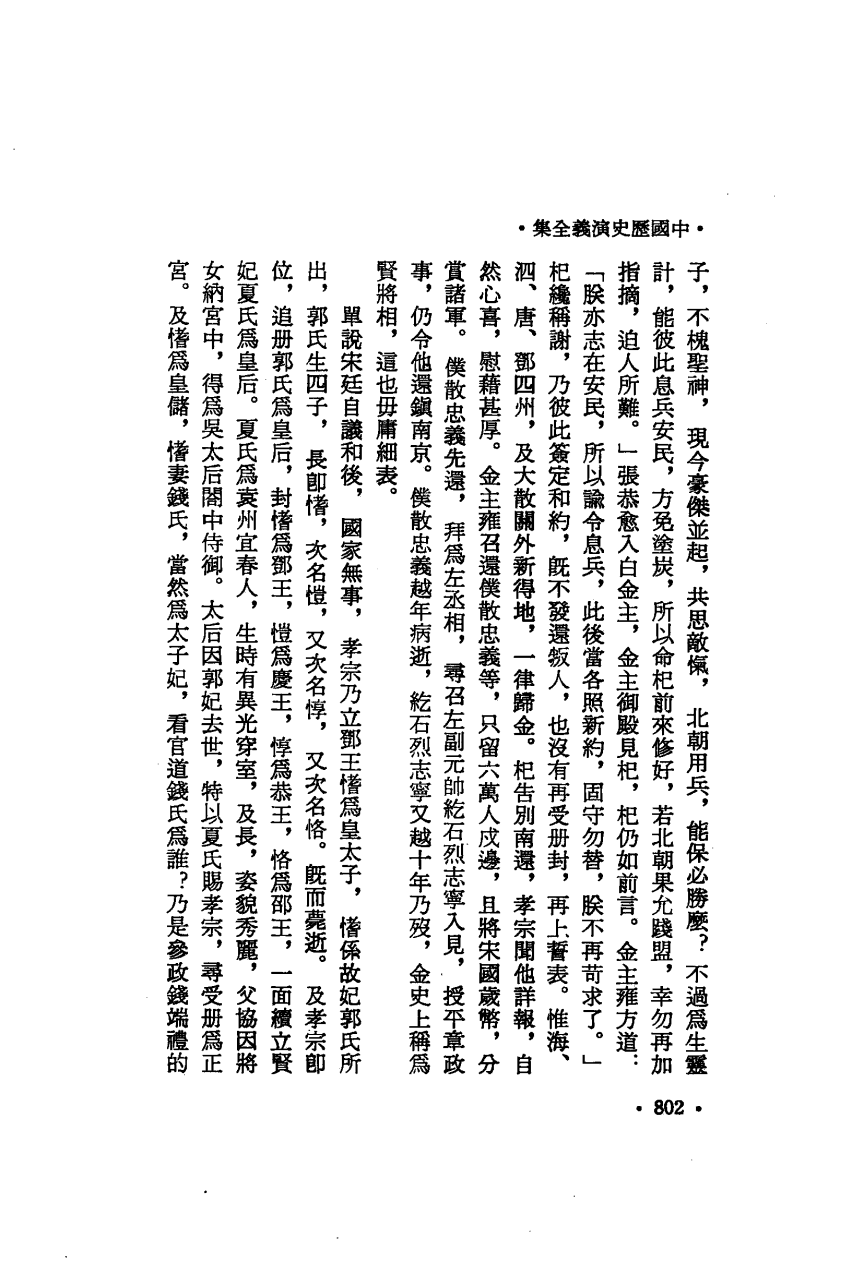 •中國歷史演義全集•
子，不槐聖神，現今豪傑並起，共思敵愾，北朝用兵，能保必勝麼？不過爲生靈
計，能彼此息兵安民，方免塗炭，所以命杞前來修好，若北朝果允踐盟，幸勿再加
指摘，迫人所難。」張恭愈入白金主，金主御殿見杞，杞仍如前言。金主雍方道：
「朕亦志在安民，所以諭令息兵，此後當各照新約，固守勿替，朕不再苛求了。」
杞纔稱謝，乃彼此簽定和約，旣不發還叛人，也沒有再受册封，再上誓表。惟海、
泗、唐、鄧四州，及大散關外新得地，一律歸金。杞告別南還，孝宗聞他詳報，自
然心喜，慰藉甚厚。金主雍召還僕散忠義等，只留六萬人戍邊，且將宋國歲幣，分
賞諸軍。僕散忠義先還，拜爲左丞相，尋召左副元帥紇石烈志寧入見，授平章政
事，仍令他還鎭南京。僕散忠義越年病逝，紇石烈志寧又越十年乃歿，金史上稱爲
賢將相，這也毋庸細表。
單說宋廷自議和後，國家無事，孝宗乃立鄧王愭爲皇太子，愭係故妃郭氏所
出，郭氏生四子，長卽愭，次名愷，又次名惇，又次名恪。旣而薨逝。及孝宗卽
位，追册郭氏爲皇后，封愭爲鄧王，愷爲慶王，惇爲恭王，恪爲邵王，一面續立賢
妃夏氏爲皇后。夏氏爲袁州宜春人，生時有異光穿室，及長，姿貌秀麗，父協因將
女納宮中，得爲吳太后閣中侍御。太后因郭妃去世，特以夏氏賜孝宗，尋受册爲正
宮。及愭爲皇儲，愭妻錢氏，當然爲太子妃，看官道錢氏爲誰？乃是參政錢端禮的
•802•